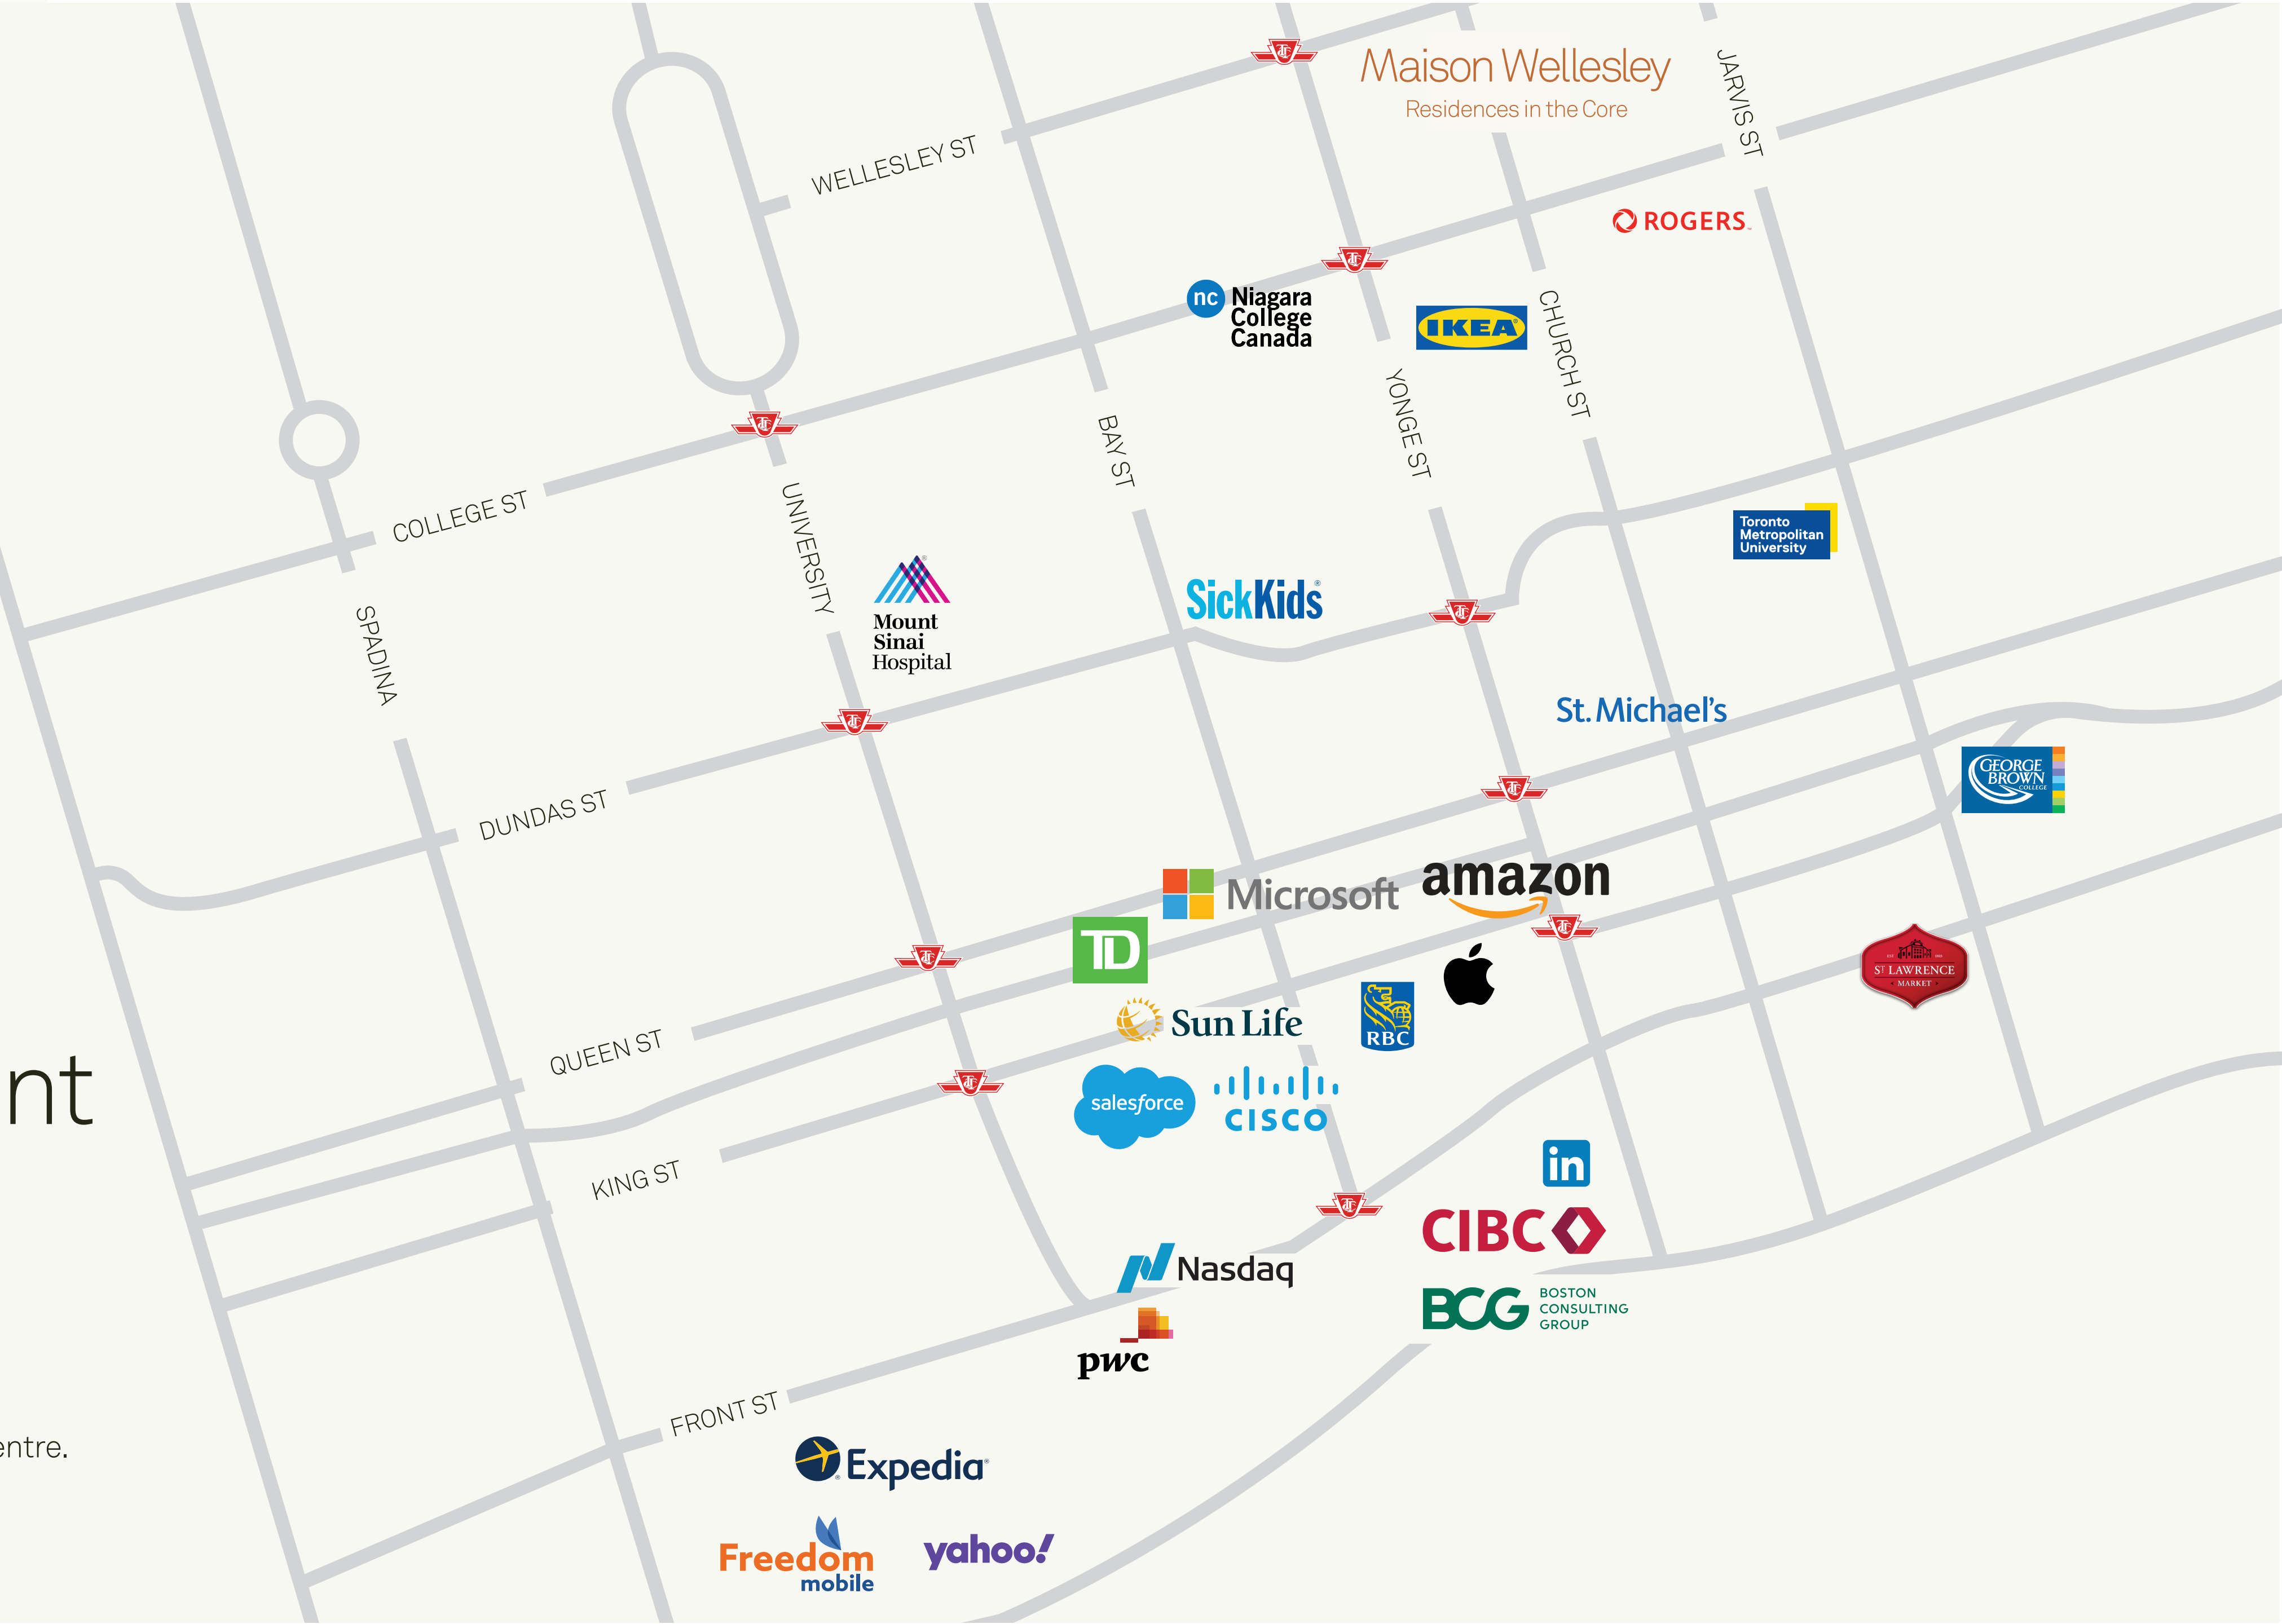 Maison Wellesley
Residences in the Core
JARVIS ST
WELLESLEY ST
ROGERS
nc Niagara
College
Canada
IKEA
CHURCH ST
YONGE ST
BAY ST
COLLEGE ST
UNIVERSITY
Toronto
Metropolitan
University
SickKids
Mount
Sinai
Hospital
SPADINA
St. Michael's
GEORGE
BROWN
COLLEGE
DUNDAS ST
Microsoft
amazon
TD
ST LAWRENCE
MARKET
Sun Life
RBC
QUEEN ST
nt
salesforce
CISCO
KING ST
in
CIBC
Nasdaq
BCG
BOSTON
CONSULTING
GROUP
pwc
FRONT ST
entre.
Expedia
Freedom
mobile
yahoo!